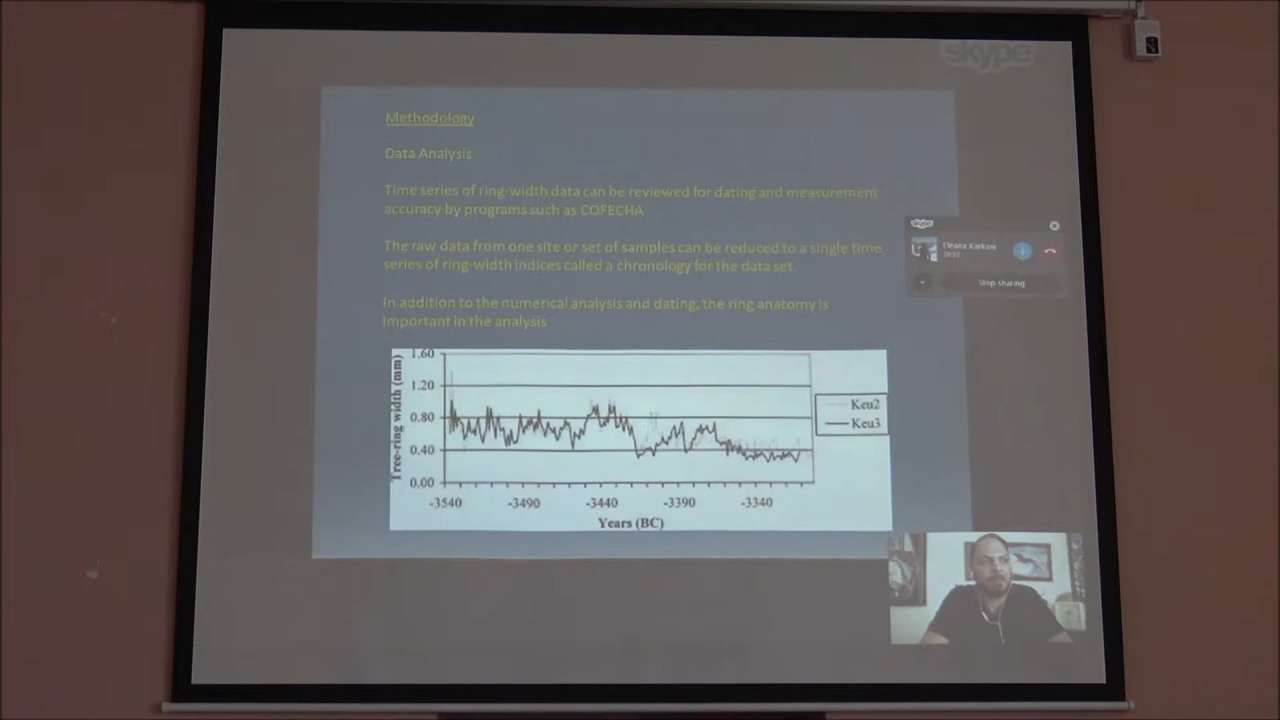 skype
Methodology
Data Analysis
Time series of ring-width data can be reviewed for dating and measurement
accuracy by programs such as COFECHA
The raw data from one site or set of samples can be reduced to a single time
series of ring-width indices called a chronology for the data set.
In addition to the numerical analysis and dating, the ring anatomy is
important in the analysis
skype
Eleana Karkani
Stop sharing
Tree-ring width (mm)
1.60
1.20
0.80
0.40
0.00
-3540
-3490
-3440
-3390
-3340
Years (BC)
Keu2
Keu3